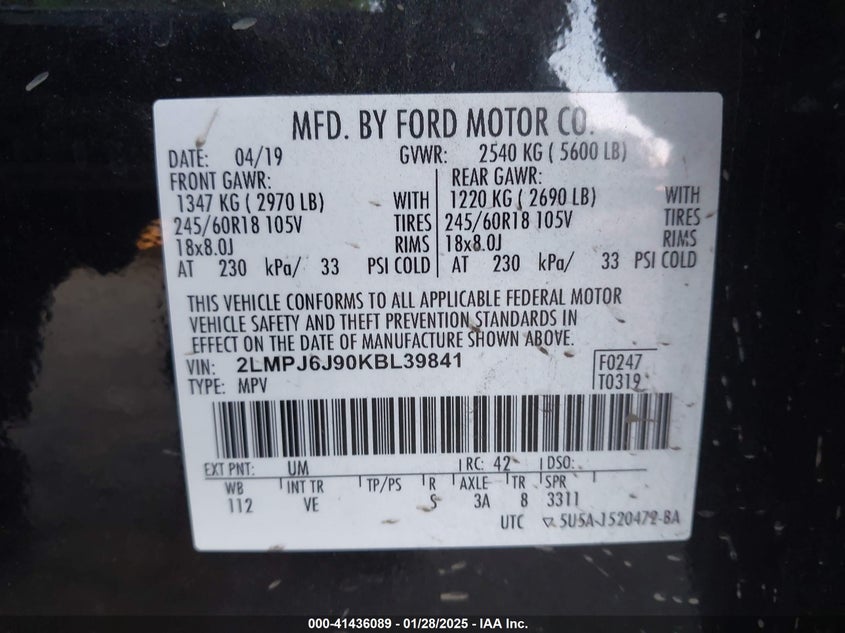 MFD. BY FORD MOTOR CO.
DATE: 04/19 GVWR: 2540 KG ( 5600 LB)
FRONT GAWR: REAR GAWR:
1347 KG ( 2970 LB) WITH 1220 KG ( 2690 LB) WITH
245/60R18 105V TIRES 245/60R18 105V TIRES
18x8.0J RIMS 18x8.0J RIMS
AT 230 kPa/ 33 PSI COLD AT 230 kPa/ 33 PSI COLD
THIS VEHICLE CONFORMS TO ALL APPLICABLE FEDERAL MOTOR
VEHICLE SAFETY AND THEFT PREVENTION STANDARDS IN
EFFECT ON THE DATE OF MANUFACTURE SHOWN ABOVE.
VIN: 2LMPJ6J90KBL39841 F0247
TYPE: MPV T0319
EXT PNT: UM RC: 42 DSO:
WB INT TR TP/PS R AXLE TR SPR
112 VE S 3A 8 3311
UTC 5U5A-1520472-BA
000-41436089 - 01/28/2025 - IAA Inc.